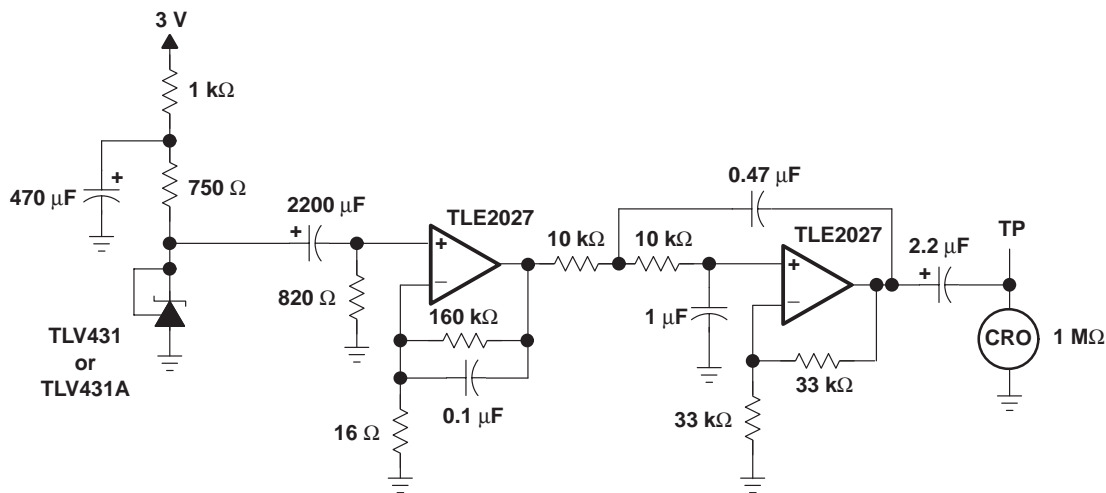 3 V
1 kΩ
470 μF
+
750 Ω
2200 μF
+
820 Ω
TLV431
or
TLV431A
TLE2027
+
–
160 kΩ
0.1 μF
16 Ω
10 kΩ
10 kΩ
0.47 μF
1 μF
TLE2027
+
–
33 kΩ
33 kΩ
2.2 μF
+
TP
CRO
1 MΩ